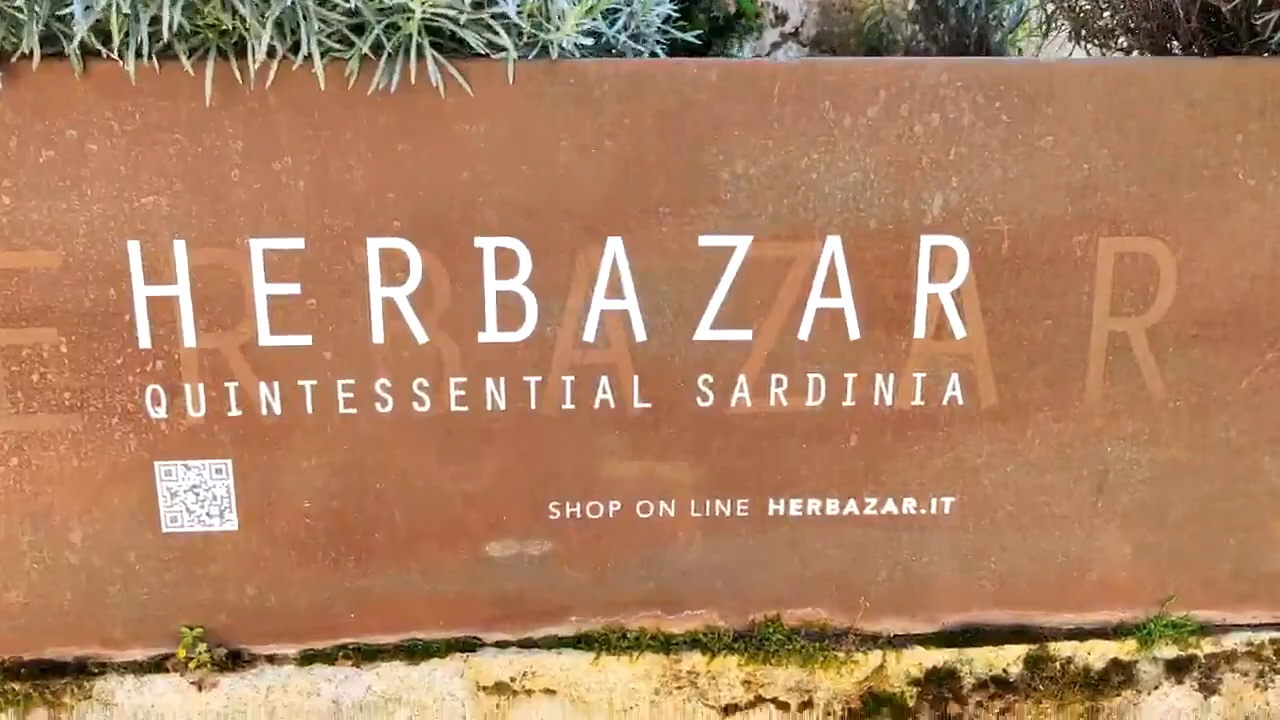 HERBAZAR
QUINTESSENTIAL SARDINIA
SHOP ON LINE HERBAZAR.IT